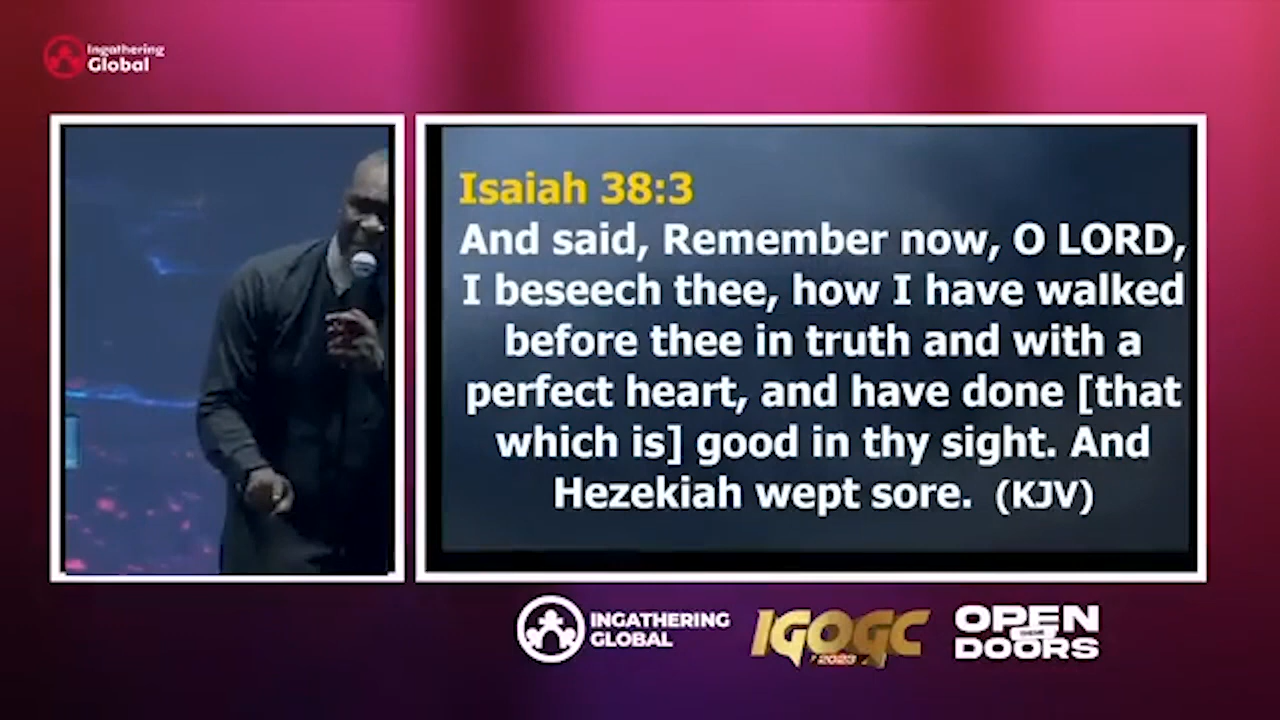 Ingathering
Global
Isaiah 38:3
And said, Remember now, O LORD,
I beseech thee, how I have walked
before thee in truth and with a
perfect heart, and have done [that
which is] good in thy sight. And
Hezekiah wept sore. (KJV)
INGATHERING
GLOBAL
IGOGC
2023
OPEN
DOORS